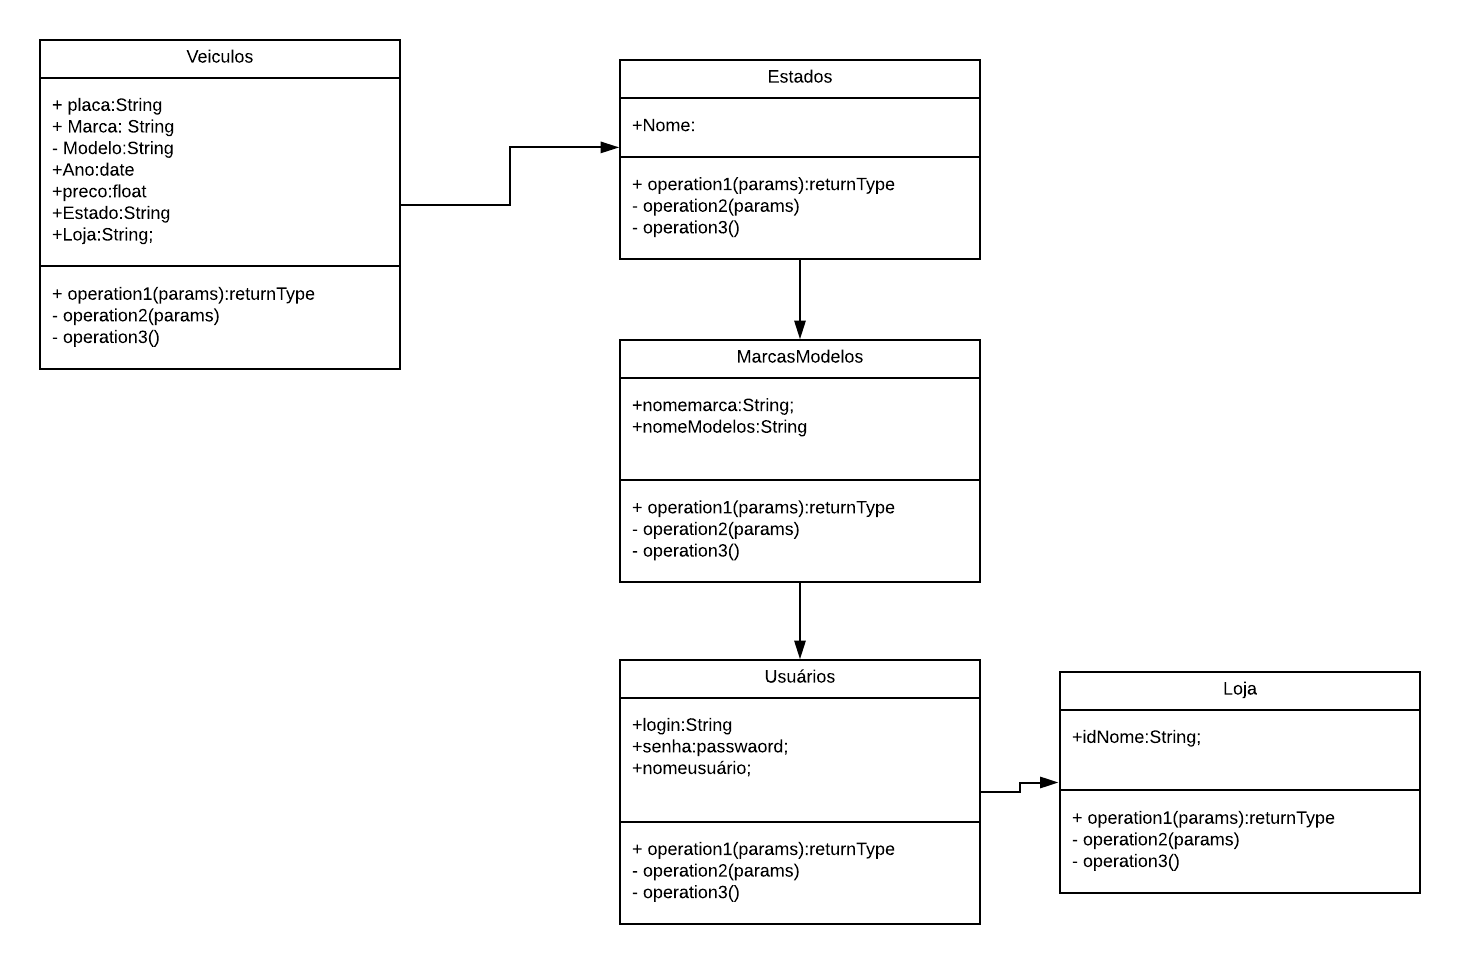 Veiculos
+ placa:String
+ Marca: String
- Modelo:String
+Ano:date
+preco:float
+Estado:String
+Loja:String;
+ operation1(params):returnType
- operation2(params)
- operation3()
Estados
+Nome:
+ operation1(params):returnType
- operation2(params)
- operation3()
MarcasModelos
+nomemarca:String;
+nomeModelos:String
+ operation1(params):returnType
- operation2(params)
- operation3()
Usuários
+login:String
+senha:passwaord;
+nomeusuário;
+ operation1(params):returnType
- operation2(params)
- operation3()
Loja
+idNome:String;
+ operation1(params):returnType
- operation2(params)
- operation3()